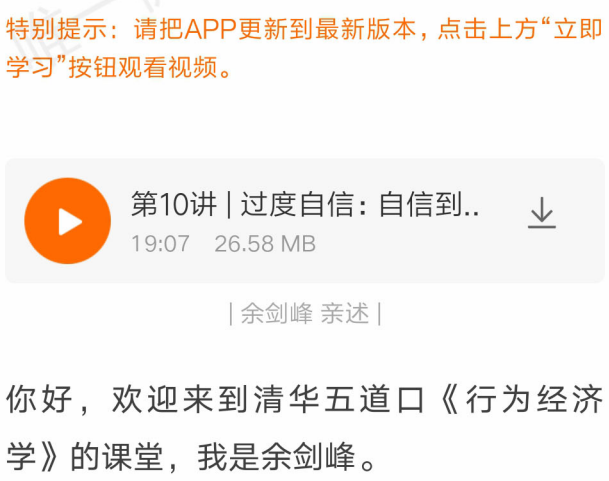 特别提示：请把APP更新到最新版本，点击上方“立即
学习”按钮观看视频。
第10讲 | 过度自信：自信到..
19:07 26.58 MB
| 余剑峰 亲述 |
你好，欢迎来到清华五道口《行为经济
学》的课堂，我是余剑峰。